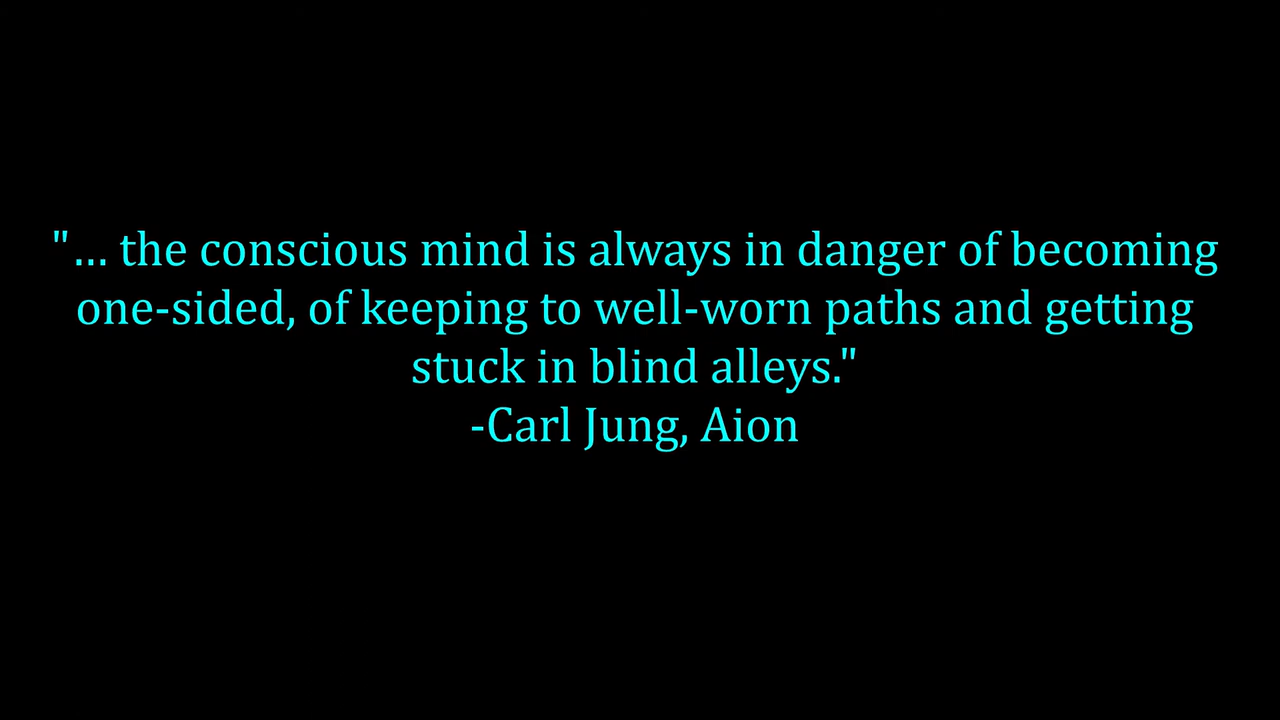 "… the conscious mind is always in danger of becoming
one-sided, of keeping to well-worn paths and getting
stuck in blind alleys."
-Carl Jung, Aion